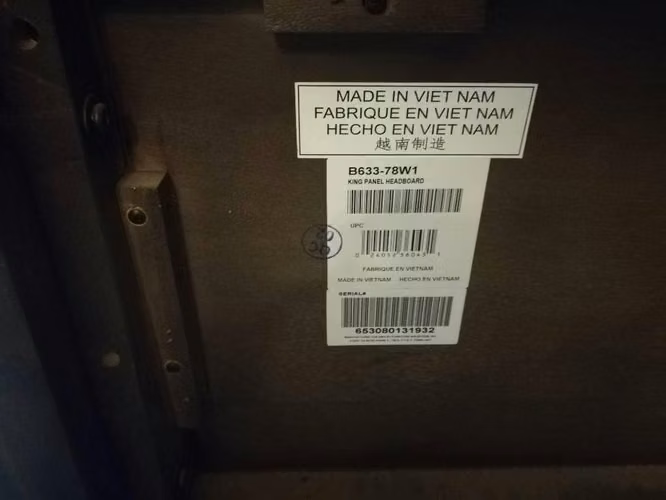 MADE IN VIET NAM
FABRIQUE EN VIET NAM
HECHO EN VIET NAM
越南制造
B633-78W1
KING PANEL HEADBOARD
UPC
FABRIQUE EN VIETNAM
MADE IN VIETNAM HECHO EN VIETNAM
SERIAL#
653080131932